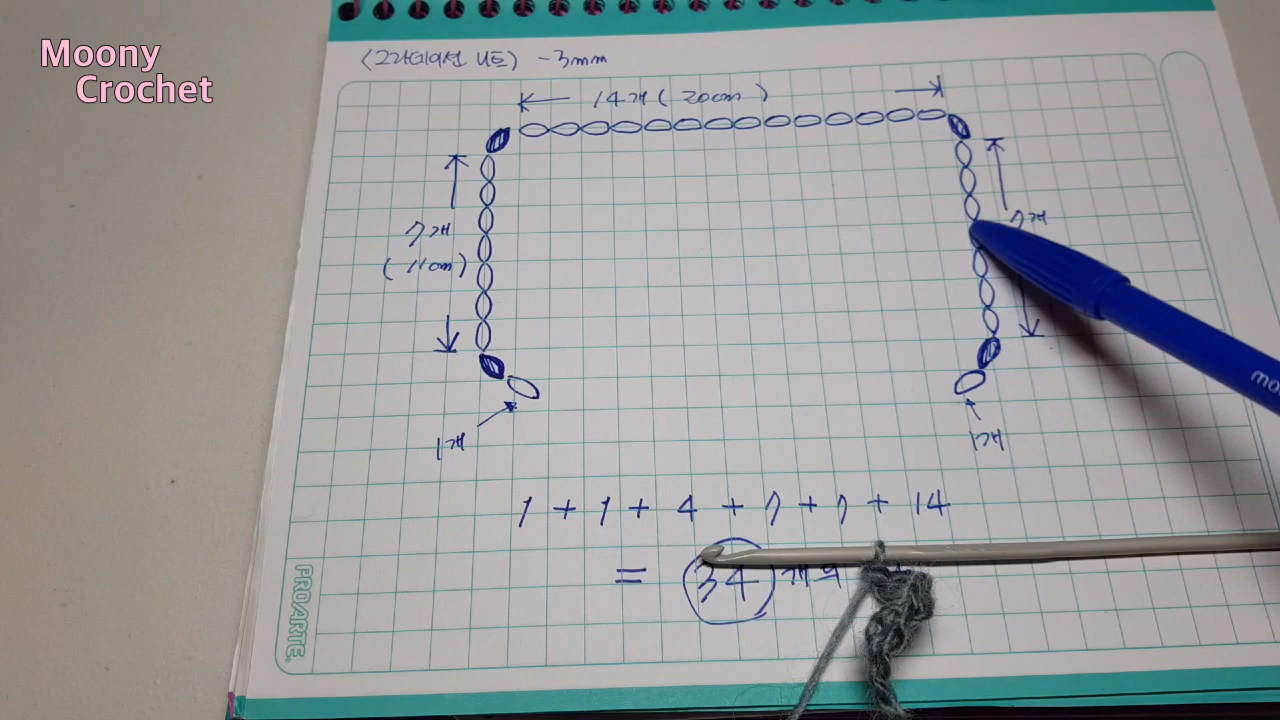 Moony
Crochet
- 3mm
14개 ( 20cm )
7개
( 11cm )
7개
1개
1개
1 + 1 + 4 + 7 + 7 + 14
= 34
PROARTE.